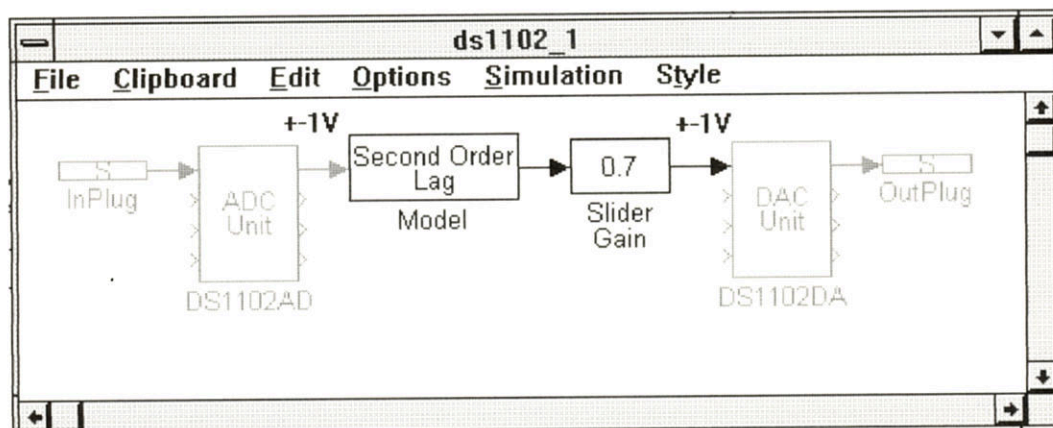 ds1102_1
File Clipboard Edit Options Simulation Style
+-1V +-1V
S
InPlug
ADC
Unit
DS1102AD
Second Order
Lag
Model
0.7
Slider
Gain
DAC
Unit
DS1102DA
S
OutPlug